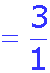 = 3/1